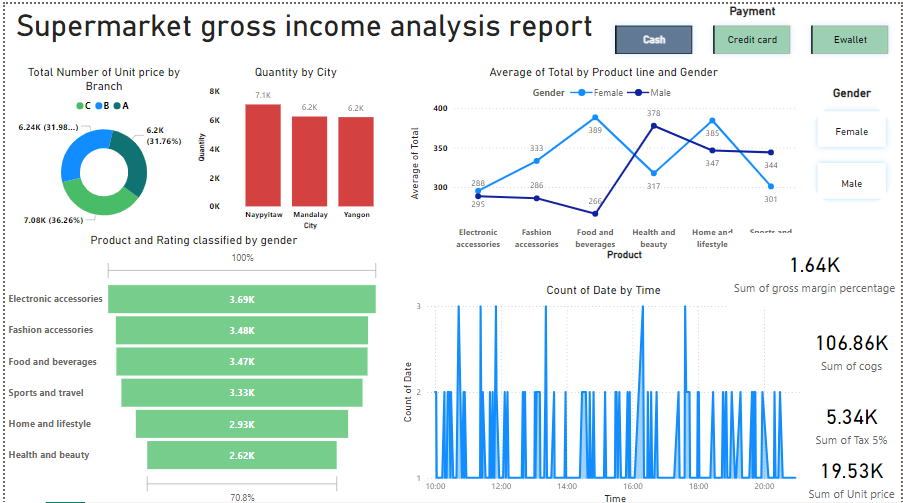 Supermarket gross income analysis report
Payment
Cash
Credit card
Ewallet
Total Number of Unit price by
Branch
C B A
6.24K (31.98...)
6.2K
(31.76%)
7.08K (36.26%)
Quantity by City
8K
6K
4K
2K
0K
Quantity
7.1K
6.2K
6.2K
Naypyitaw
Mandalay
Yangon
City
Average of Total by Product line and Gender
Gender Female Male
400
350
300
Average of Total
288
295
333
286
389
266
378
317
385
347
344
301
Electronic
accessories
Fashion
accessories
Food and
beverages
Health and
beauty
Home and
lifestyle
Sports and
Product
Gender
Female
Male
Product and Rating classified by gender
100%
Electronic accessories 3.69K
Fashion accessories 3.48K
Food and beverages 3.47K
Sports and travel 3.33K
Home and lifestyle 2.93K
Health and beauty 2.62K
70.8%
Count of Date by Time
3
2
1
Count of Date
10:00
12:00
14:00
16:00
18:00
20:00
Time
1.64K
Sum of gross margin percentage
106.86K
Sum of cogs
5.34K
Sum of Tax 5%
19.53K
Sum of Unit price